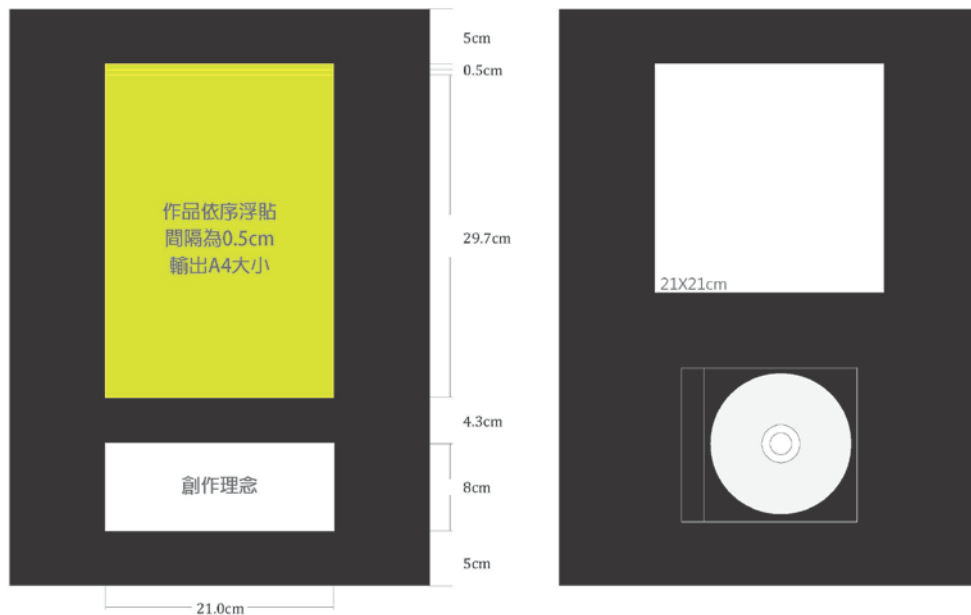 5cm
0.5cm
作品依序浮貼
間隔為0.5cm
輸出A4大小
29.7cm
4.3cm
創作理念
8cm
5cm
21.0cm
21X21cm